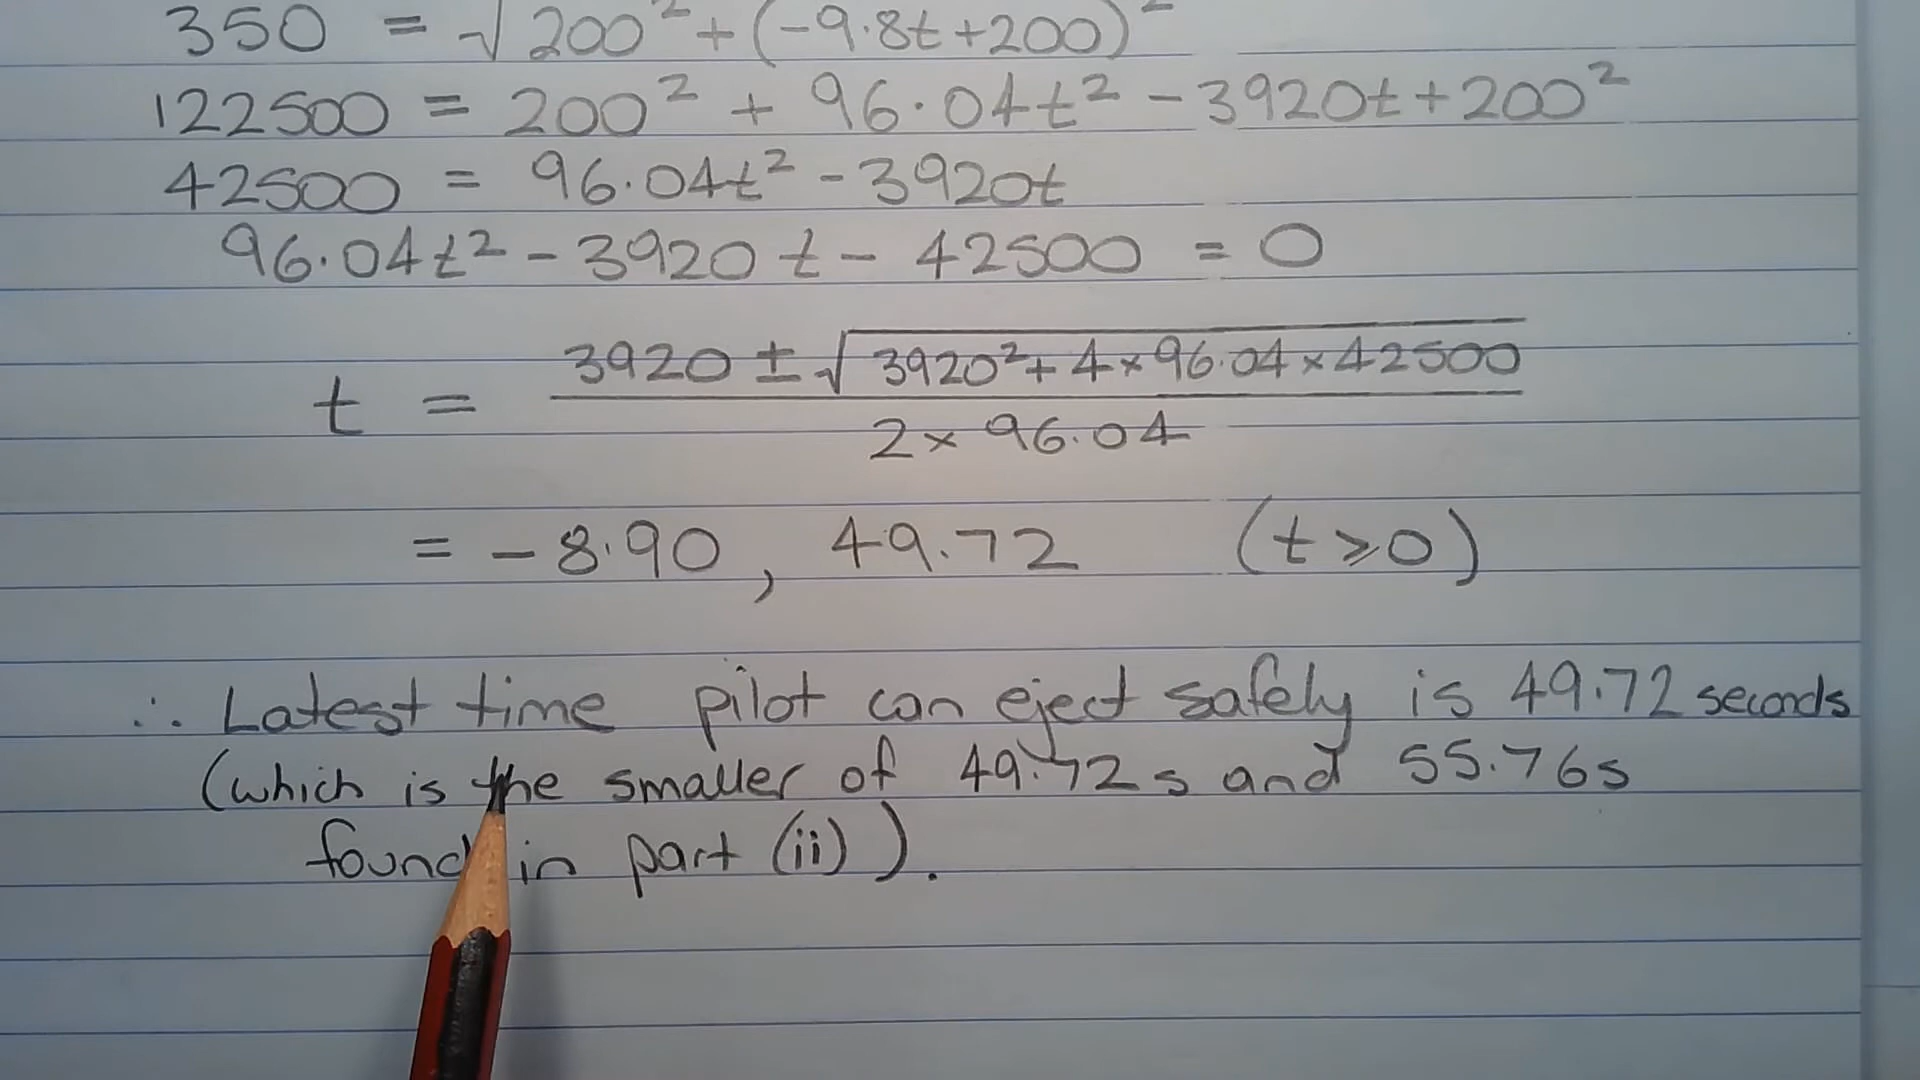 350 = √200² + (-9.8t+200)²
122500 = 200² + 96.04t² - 3920t + 200²
42500 = 96.04t² - 3920t
96.04t² - 3920t - 42500 = 0
t = (3920 ± √3920² + 4 × 96.04 × 42500) / (2 × 96.04)
= -8.90, 49.72 (t ⩾ 0)
∴ Latest time pilot can eject safely is 49.72 seconds
(which is the smaller of 49.72s and 55.76s
found in part (ii)).